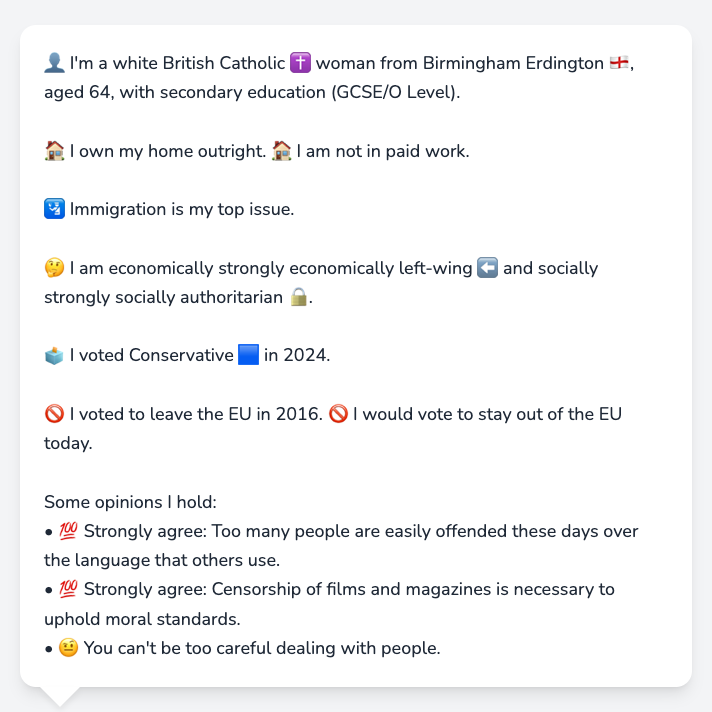 👤 I'm a white British Catholic ✝️ woman from Birmingham Erdington 🏴󠁧󠁢󠁥󠁮󠁧󠁿,
aged 64, with secondary education (GCSE/O Level).
🏠 I own my home outright. 🏠 I am not in paid work.
🛂 Immigration is my top issue.
🤔 I am economically strongly economically left-wing ⬅️ and socially
strongly socially authoritarian 🔒.
🗳️ I voted Conservative 🟦 in 2024.
🚫 I voted to leave the EU in 2016. 🚫 I would vote to stay out of the EU
today.
Some opinions I hold:
• 💯 Strongly agree: Too many people are easily offended these days over
the language that others use.
• 💯 Strongly agree: Censorship of films and magazines is necessary to
uphold moral standards.
• 🤨 You can't be too careful dealing with people.